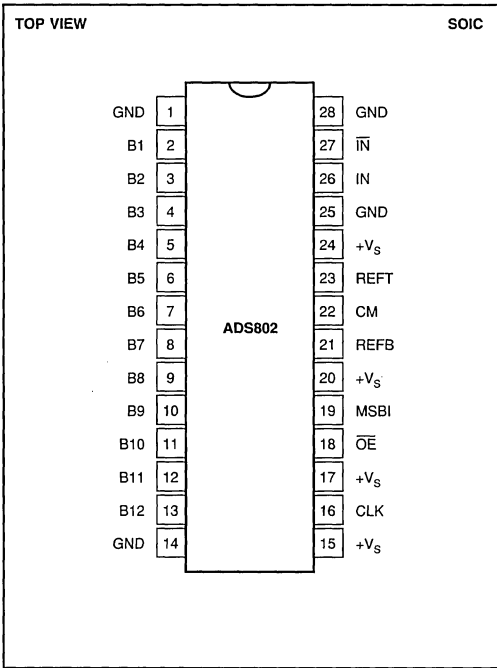 TOP VIEW SOIC
GND 1 28 GND
B1 2 27 I̅N̅
B2 3 26 IN
B3 4 25 GND
B4 5 24 +VS
B5 6 23 REFT
B6 7 22 CM
ADS802
B7 8 21 REFB
B8 9 20 +VS
B9 10 19 MSBI
B10 11 18 O̅E̅
B11 12 17 +VS
B12 13 16 CLK
GND 14 15 +VS